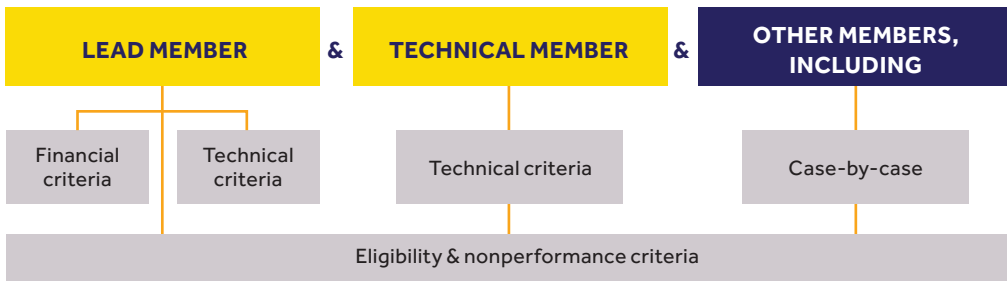 LEAD MEMBER & TECHNICAL MEMBER & OTHER MEMBERS,
INCLUDING
Financial
criteria
Technical
criteria
Technical criteria
Case-by-case
Eligibility & nonperformance criteria